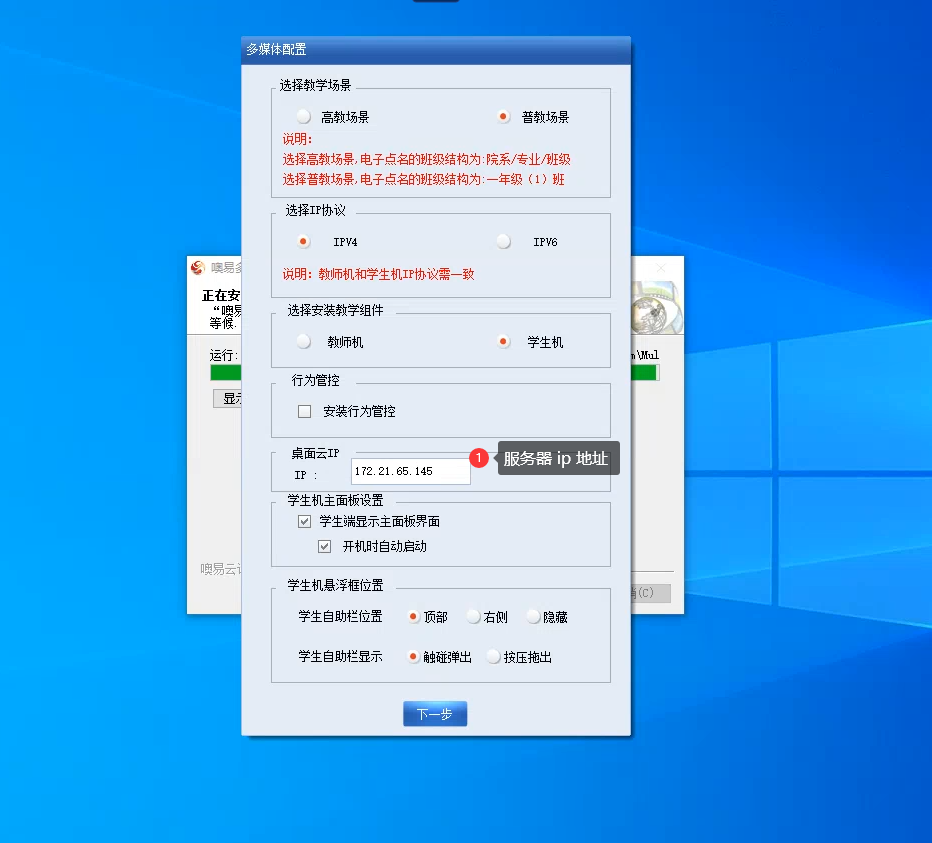 多媒体配置
选择教学场景
高教场景
普教场景
说明:
选择高教场景,电子点名的班级结构为:院系/专业/班级
选择普教场景,电子点名的班级结构为:一年级（1）班
选择IP协议
IPV4
IPV6
说明: 教师机和学生机IP协议需一致
选择安装教学组件
教师机
学生机
行为管控
安装行为管控
桌面云IP
IP :
172.21.65.145
1
服务器 ip 地址
学生机主面板设置
学生端显示主面板界面
开机时自动启动
学生机悬浮框位置
学生自助栏位置
顶部
右侧
隐藏
学生自助栏显示
触碰弹出
按压拖出
下一步
噢易多
正在安
“噢易
等候.
运行:
\Mul
显示
噢易云计
(C)